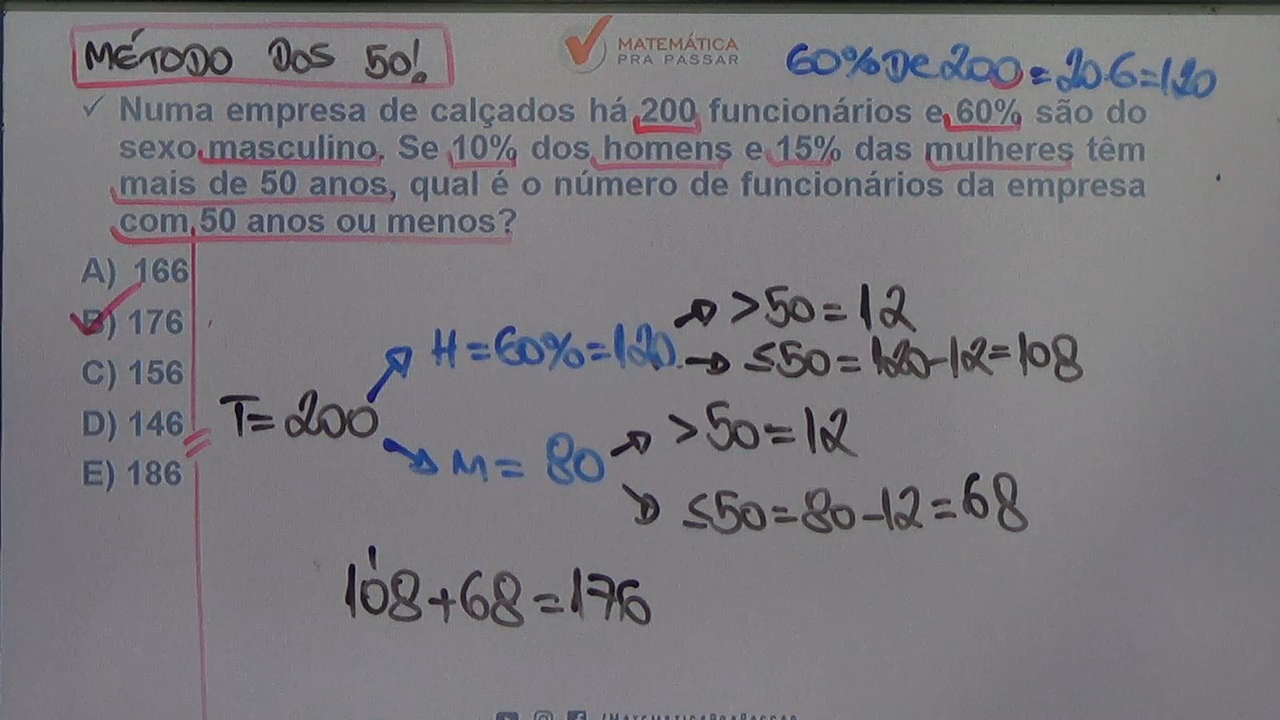 MÉTODO DOS 50!
MATEMÁTICA
PRA PASSAR
60% DE 200 = 20.6 = 120
✓ Numa empresa de calçados há 200 funcionários e 60% são do
sexo masculino. Se 10% dos homens e 15% das mulheres têm
mais de 50 anos, qual é o número de funcionários da empresa
com 50 anos ou menos?
A) 166
B) 176
C) 156
D) 146
E) 186
T = 200
H = 60% = 120
>50 = 12
≤50 = 120-12 = 108
M = 80
>50 = 12
≤50 = 80-12 = 68
108+68=176